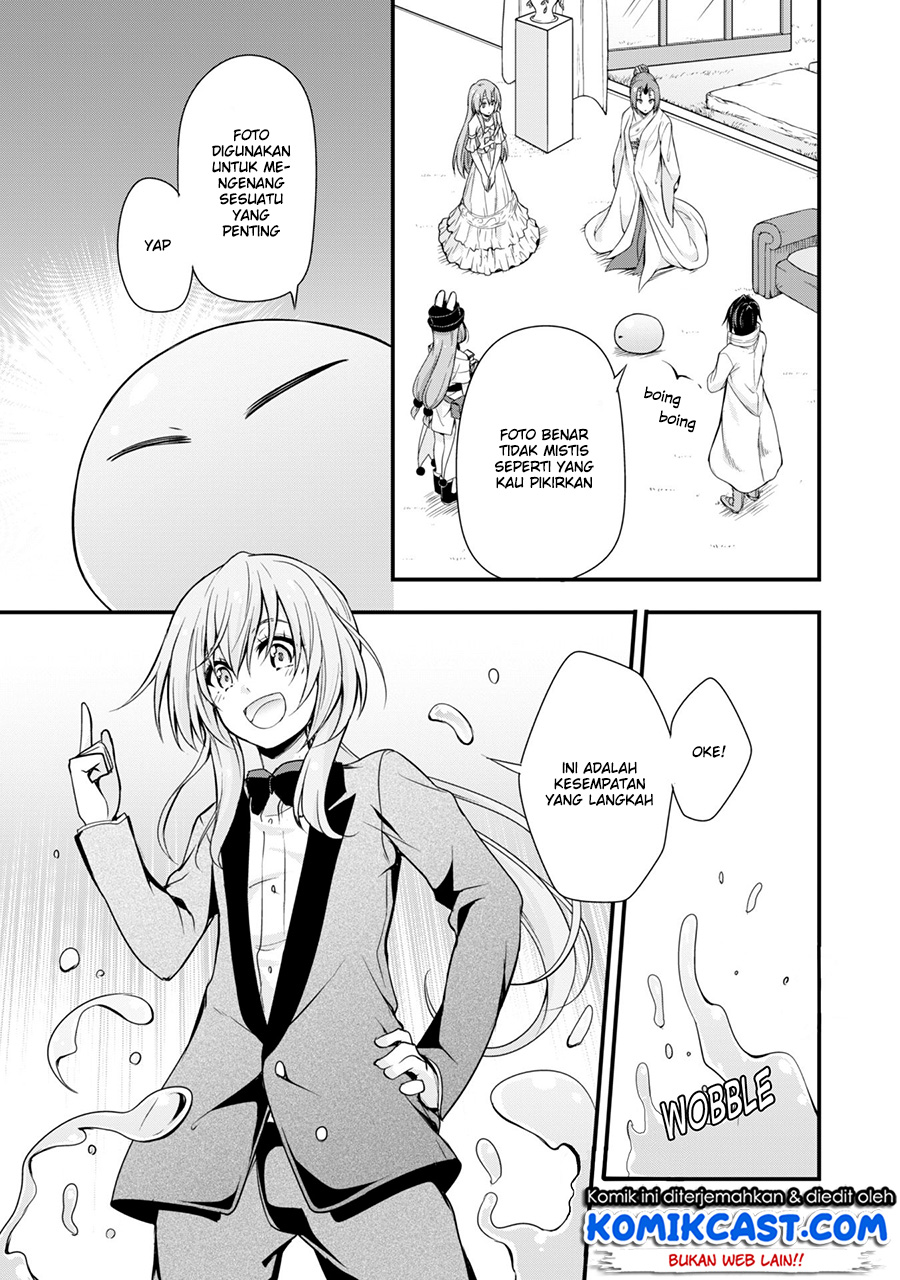 FOTO BENAR
TIDAK MISTIS
SEPERTI YANG
KAU PIKIRKAN
boing
boing
FOTO
DIGUNAKAN
UNTUK ME-
NGENANG
SESUATU
YANG
PENTING
YAP
OKE!
INI ADALAH
KESEMPATAN
YANG LANGKAH
WOBBLE
Komik ini diterjemahkan & diedit oleh
KOMIKCAST.COM
BUKAN WEB LAIN!!